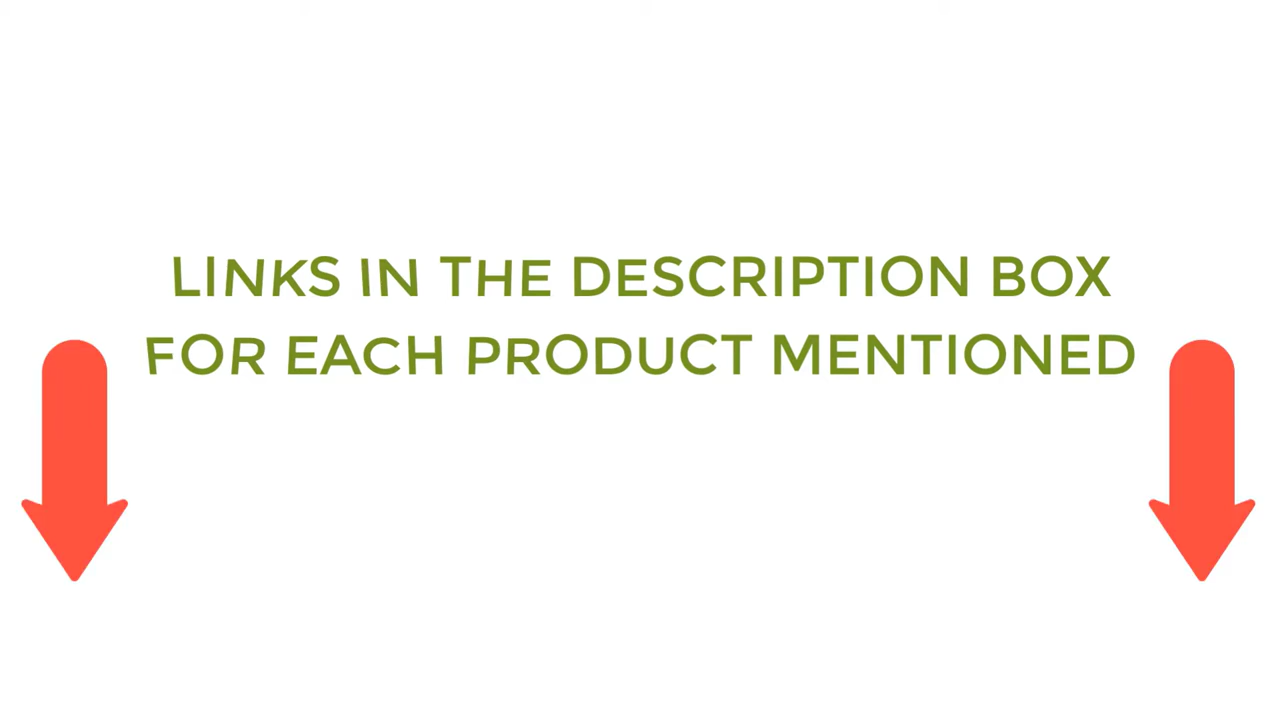 LINKS IN THE DESCRIPTION BOX
FOR EACH PRODUCT MENTIONED